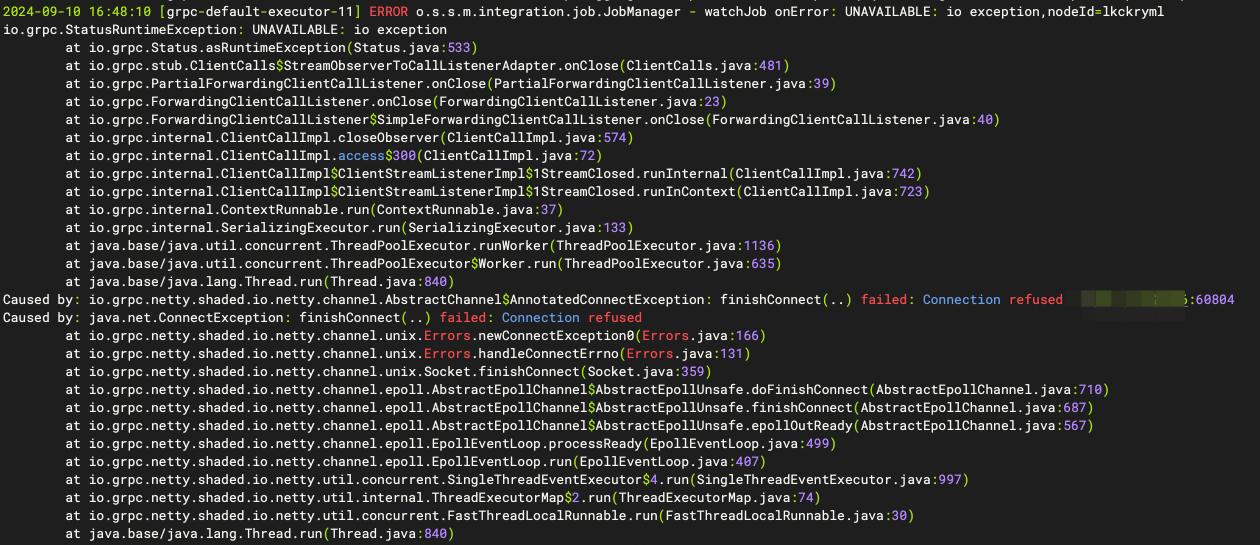 2024-09-10 16:48:10 [grpc-default-executor-11] ERROR o.s.s.m.integration.job.JobManager - watchJob onError: UNAVAILABLE: io exception,nodeId=lkckryml
io.grpc.StatusRuntimeException: UNAVAILABLE: io exception
at io.grpc.Status.asRuntimeException(Status.java:533)
at io.grpc.stub.ClientCalls$StreamObserverToCallListenerAdapter.onClose(ClientCalls.java:481)
at io.grpc.PartialForwardingClientCallListener.onClose(PartialForwardingClientCallListener.java:39)
at io.grpc.ForwardingClientCallListener.onClose(ForwardingClientCallListener.java:23)
at io.grpc.ForwardingClientCallListener$SimpleForwardingClientCallListener.onClose(ForwardingClientCallListener.java:40)
at io.grpc.internal.ClientCallImpl.closeObserver(ClientCallImpl.java:574)
at io.grpc.internal.ClientCallImpl.access$300(ClientCallImpl.java:72)
at io.grpc.internal.ClientCallImpl$ClientStreamListenerImpl$1StreamClosed.runInternal(ClientCallImpl.java:742)
at io.grpc.internal.ClientCallImpl$ClientStreamListenerImpl$1StreamClosed.runInContext(ClientCallImpl.java:723)
at io.grpc.internal.ContextRunnable.run(ContextRunnable.java:37)
at io.grpc.internal.SerializingExecutor.run(SerializingExecutor.java:133)
at java.base/java.util.concurrent.ThreadPoolExecutor.runWorker(ThreadPoolExecutor.java:1136)
at java.base/java.util.concurrent.ThreadPoolExecutor$Worker.run(ThreadPoolExecutor.java:635)
at java.base/java.lang.Thread.run(Thread.java:840)
Caused by: io.grpc.netty.shaded.io.netty.channel.AbstractChannel$AnnotatedConnectException: finishConnect(..) failed: Connection refused :60804
Caused by: java.net.ConnectException: finishConnect(..) failed: Connection refused
at io.grpc.netty.shaded.io.netty.channel.unix.Errors.newConnectException0(Errors.java:166)
at io.grpc.netty.shaded.io.netty.channel.unix.Errors.handleConnectErrno(Errors.java:131)
at io.grpc.netty.shaded.io.netty.channel.unix.Socket.finishConnect(Socket.java:359)
at io.grpc.netty.shaded.io.netty.channel.epoll.AbstractEpollChannel$AbstractEpollUnsafe.doFinishConnect(AbstractEpollChannel.java:710)
at io.grpc.netty.shaded.io.netty.channel.epoll.AbstractEpollChannel$AbstractEpollUnsafe.finishConnect(AbstractEpollChannel.java:687)
at io.grpc.netty.shaded.io.netty.channel.epoll.AbstractEpollChannel$AbstractEpollUnsafe.epollOutReady(AbstractEpollChannel.java:567)
at io.grpc.netty.shaded.io.netty.channel.epoll.EpollEventLoop.processReady(EpollEventLoop.java:499)
at io.grpc.netty.shaded.io.netty.channel.epoll.EpollEventLoop.run(EpollEventLoop.java:407)
at io.grpc.netty.shaded.io.netty.util.concurrent.SingleThreadEventExecutor$4.run(SingleThreadEventExecutor.java:997)
at io.grpc.netty.shaded.io.netty.util.internal.ThreadExecutorMap$2.run(ThreadExecutorMap.java:74)
at io.grpc.netty.shaded.io.netty.util.concurrent.FastThreadLocalRunnable.run(FastThreadLocalRunnable.java:30)
at java.base/java.lang.Thread.run(Thread.java:840)